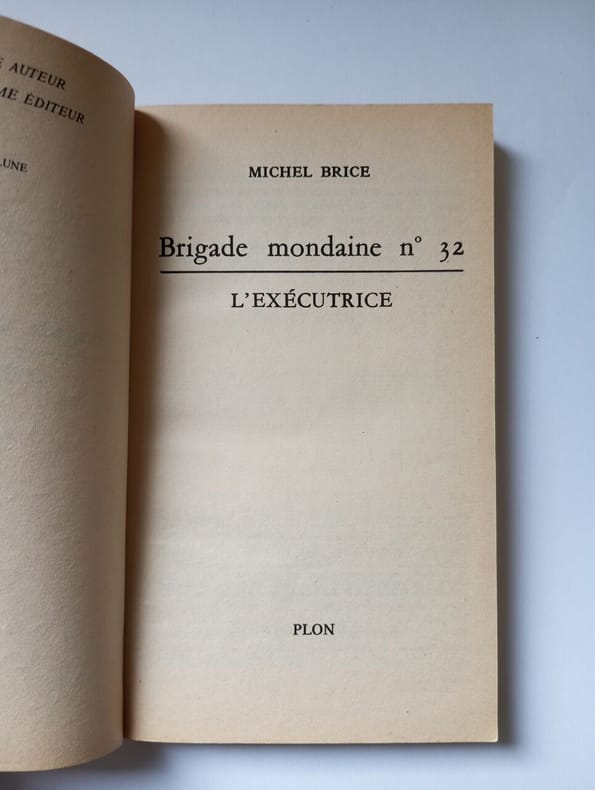 AUTEUR
ÉDITEUR
MICHEL BRICE
Brigade mondaine n° 32
L'EXÉCUTRICE
PLON